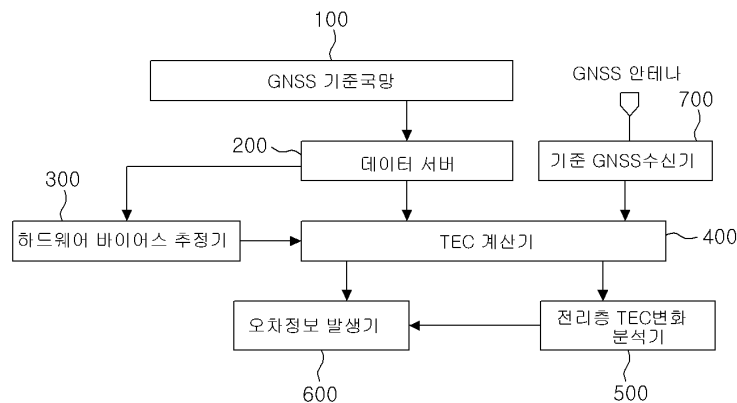 100
GNSS 기준국망
GNSS 안테나
700
200
데이터 서버
기준 GNSS수신기
300
하드웨어 바이어스 추정기
TEC 계산기
400
오차정보 발생기
전리층 TEC변화
분석기
600
500